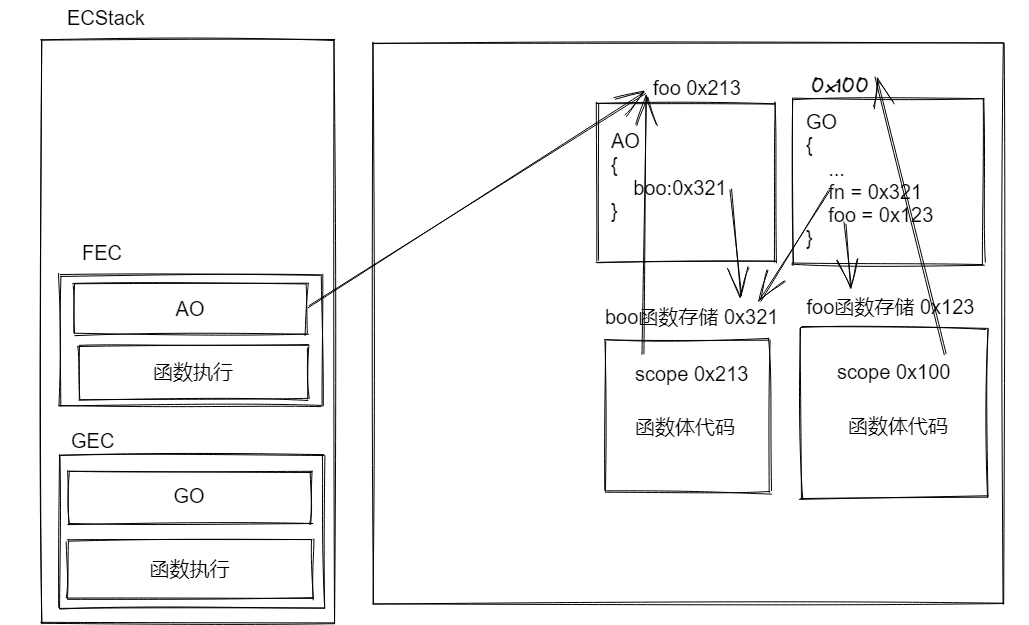 ECStack
FEC
AO
函数执行
GEC
GO
函数执行
foo 0x213
AO
{
boo:0x321
}
0x100
GO
{
...
fn = 0x321
foo = 0x123
}
boo函数存储 0x321
scope 0x213
函数体代码
foo函数存储 0x123
scope 0x100
函数体代码